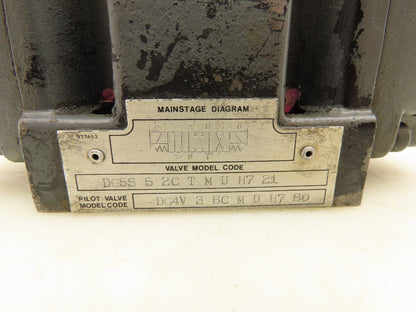 MAINSTAGE DIAGRAM
977453
P R T
VALVE MODEL CODE
DG5S 5 2C T M U H7 21
PILOT VALVE
MODEL CODE
DG4V 3 6C M U H7 60